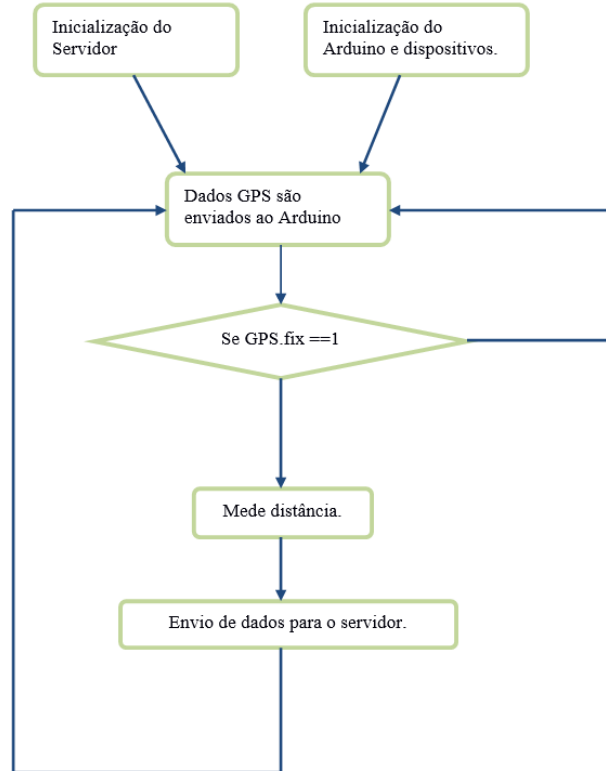 Inicialização do
Servidor
Inicialização do
Arduino e dispositivos.
Dados GPS são
enviados ao Arduino
Se GPS.fix ==1
Mede distância.
Envio de dados para o servidor.